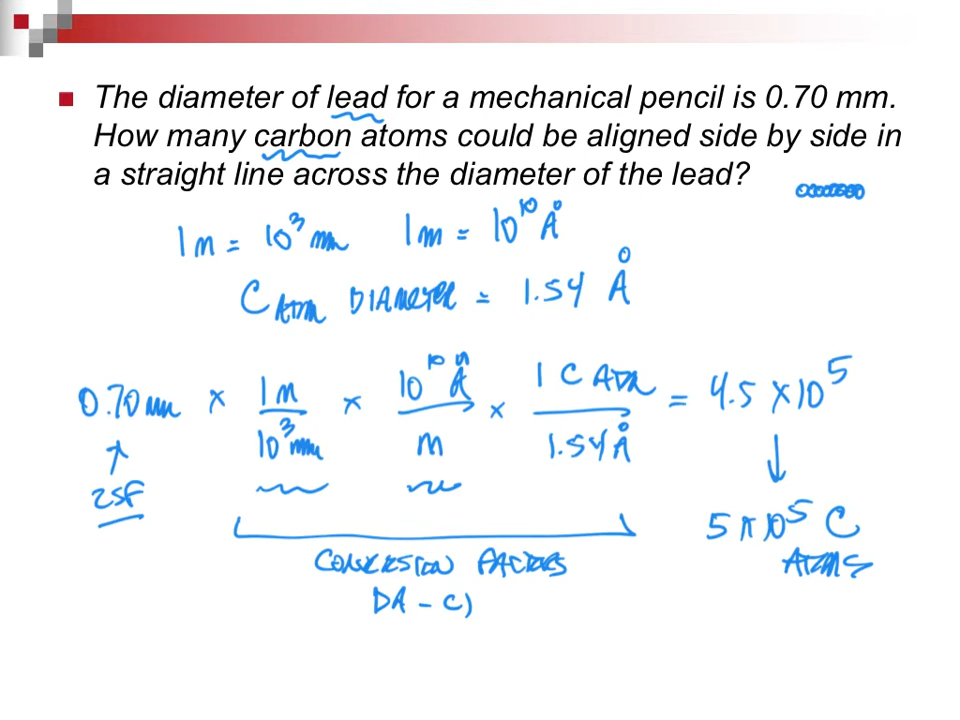 The diameter of lead for a mechanical pencil is 0.70 mm.
How many carbon atoms could be aligned side by side in
a straight line across the diameter of the lead?
1 m = 10³ mm 1 m = 10¹⁰ Å
C ATOM DIAMETER = 1.54 Å
0.70 mm × 1 m / 10³ mm × 10¹⁰ Å / m × 1 C ATOM / 1.54 Å = 4.5 × 10⁵
↑ ↓
2SF
5 × 10⁵ C
ATOMS
CONVERSION FACTORS